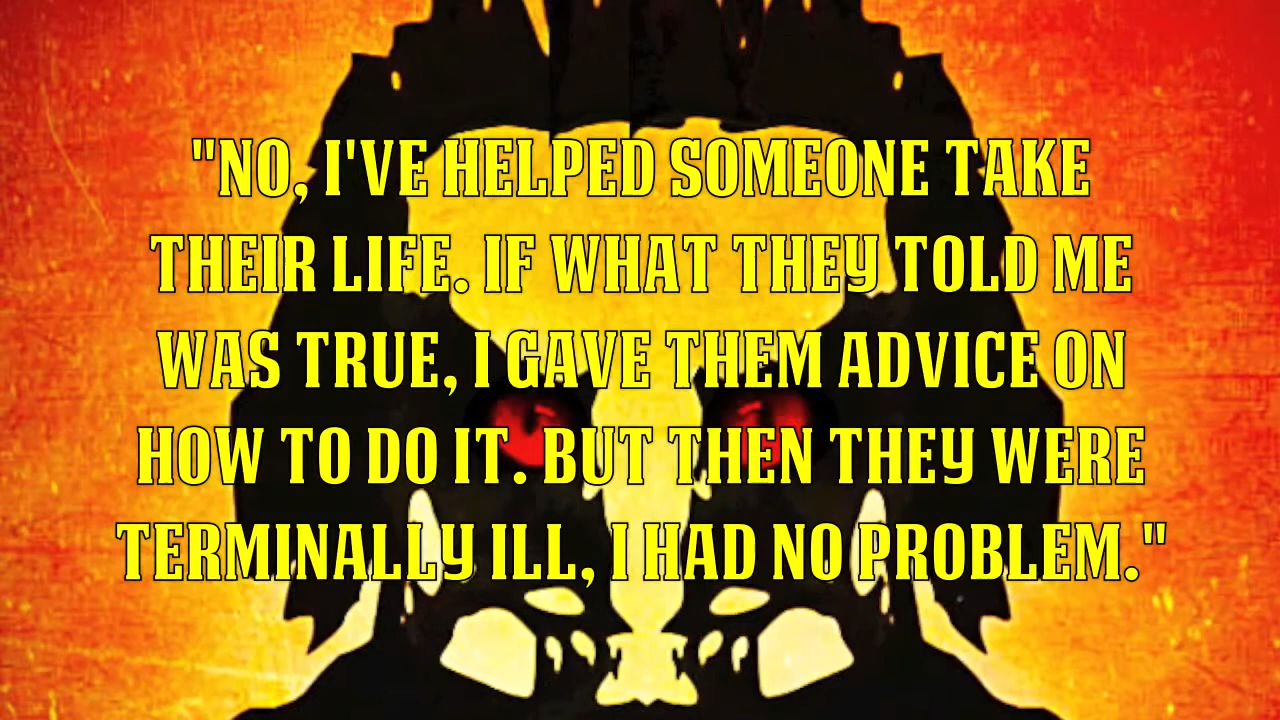 "NO, I'VE HELPED SOMEONE TAKE
THEIR LIFE. IF WHAT THEY TOLD ME
WAS TRUE, I GAVE THEM ADVICE ON
HOW TO DO IT. BUT THEN THEY WERE
TERMINALLY ILL, I HAD NO PROBLEM."